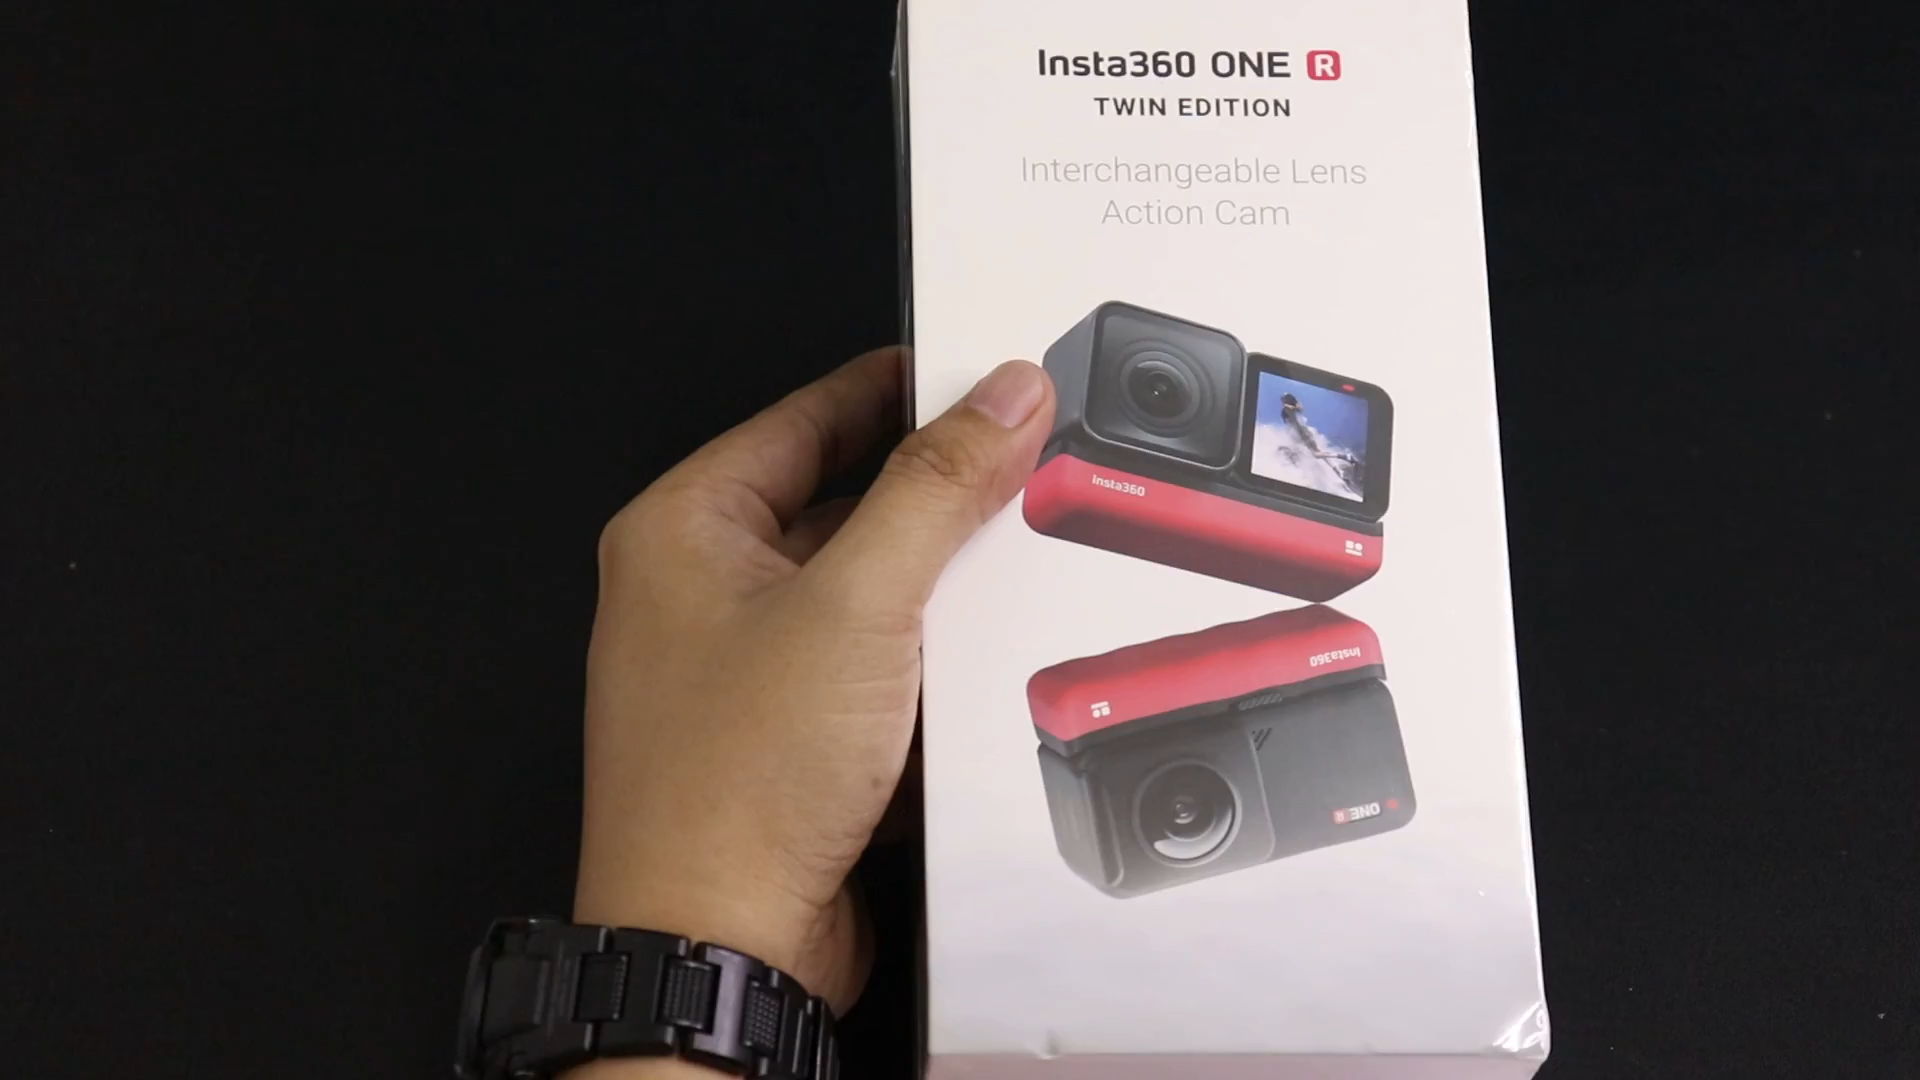 Insta360 ONE R
TWIN EDITION
Interchangeable Lens
Action Cam
Insta360
Insta360
ONE R